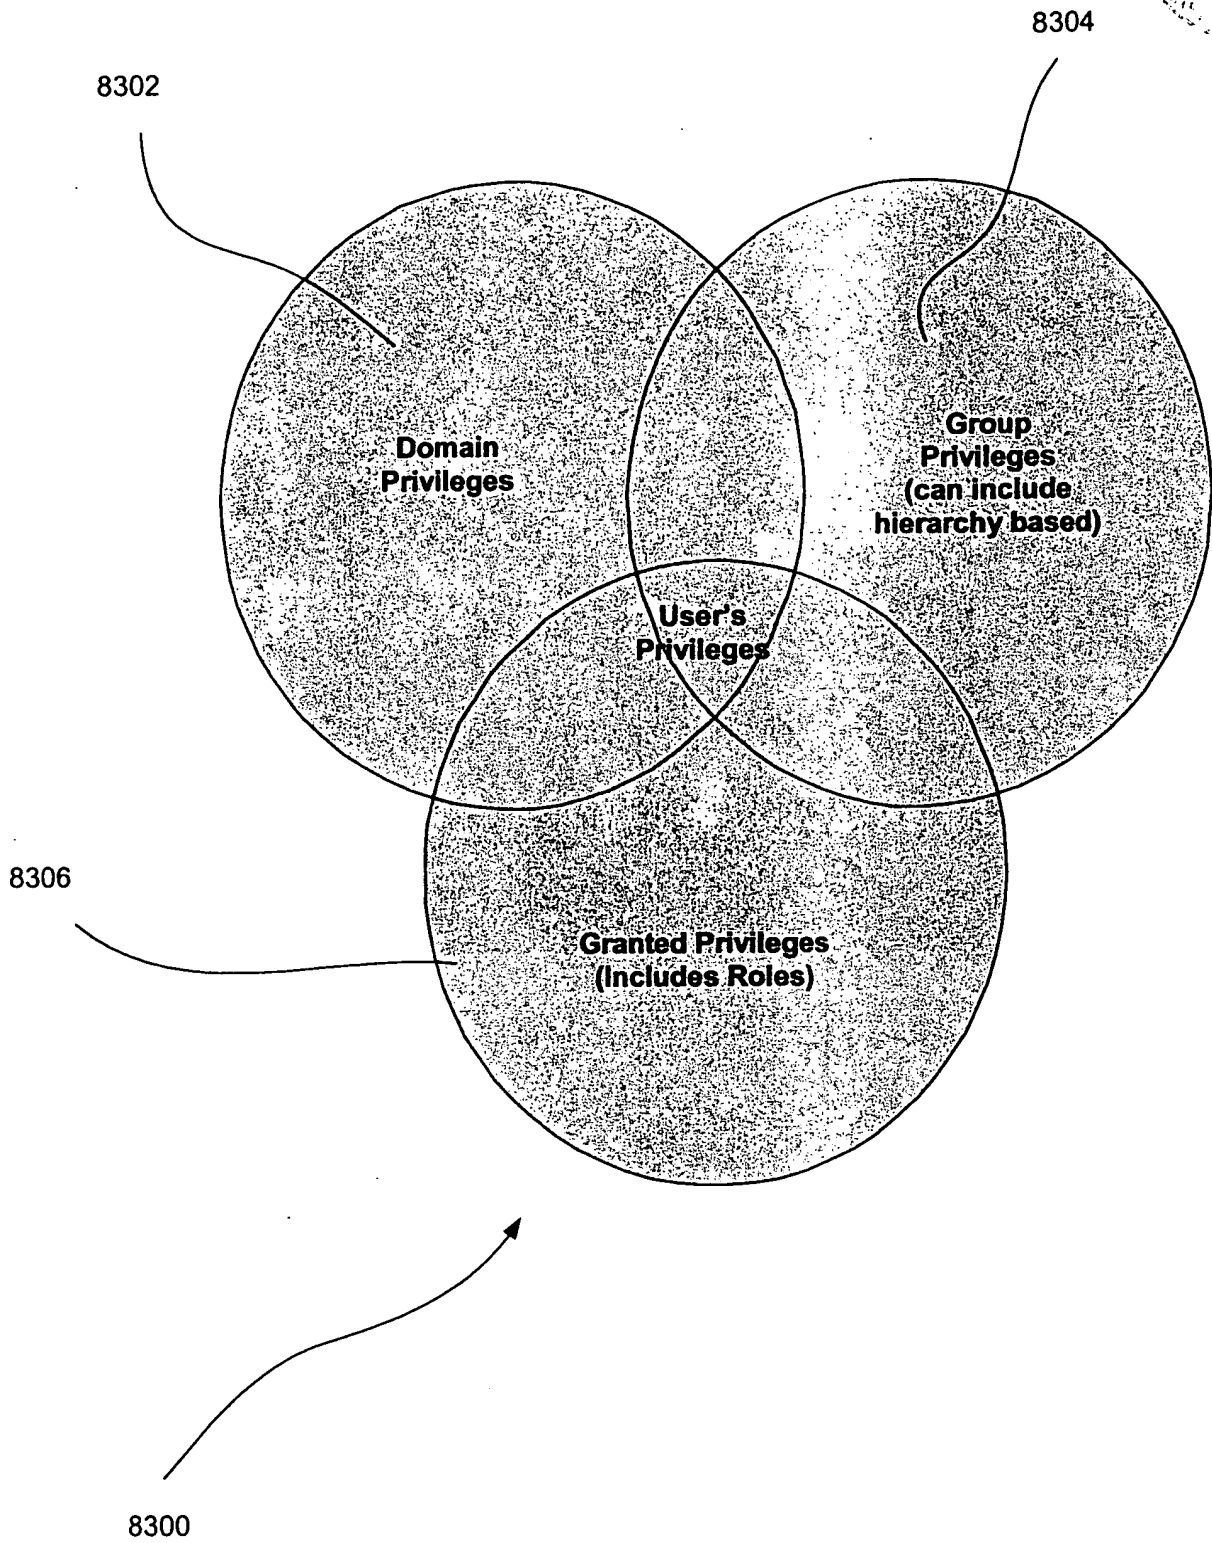 8304
8302
Domain
Privileges
Group
Privileges
(can include
hierarchy based)
User's
Privileges
8306
Granted Privileges
(Includes Roles)
8300